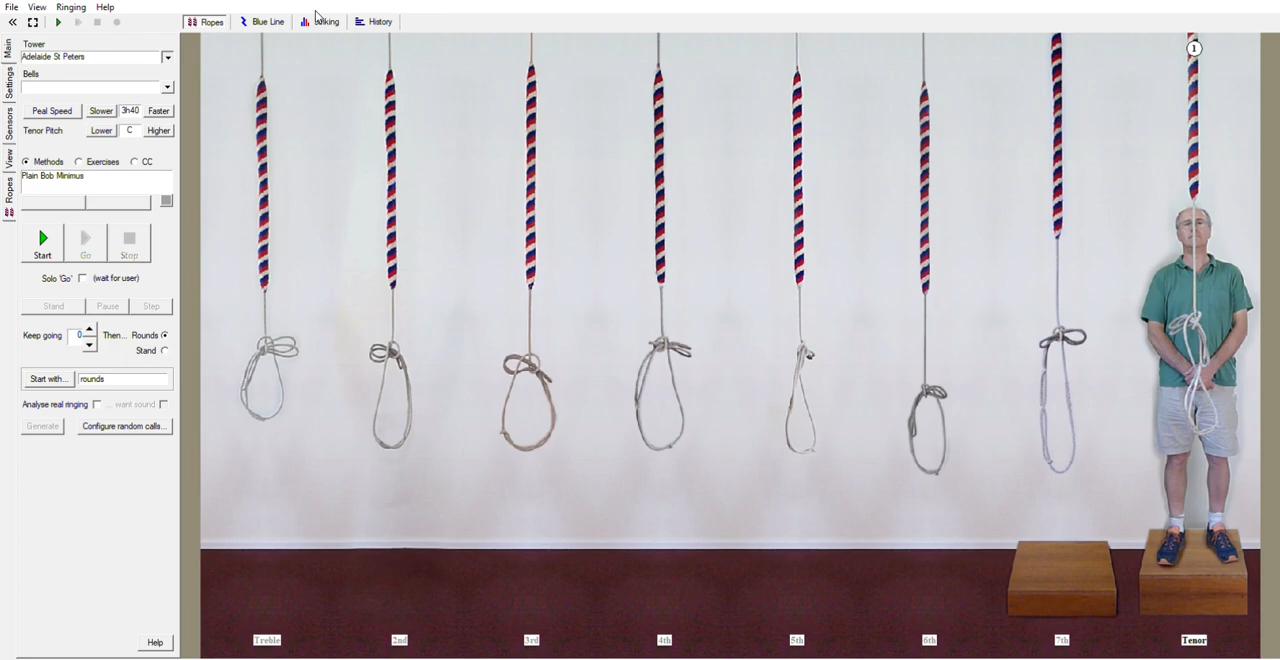 File View Ringing Help
Ropes Blue Line History
Main
Settings
Sensors
View
Ropes
Tower
Adelaide St Peters
Bells
Peal Speed Slower 3h40 Faster
Tenor Pitch Lower C Higher
Methods Exercises CC
Plain Bob Minimus
Start Go Stop
Solo 'Go' (wait for user)
Stand Pause Step
Keep going 0 Then... Rounds
Stand
Start with... rounds
Analyse real ringing ... want sound
Generate Configure random calls...
Help
1
Treble 2nd 3rd 4th 5th 6th 7th Tenor